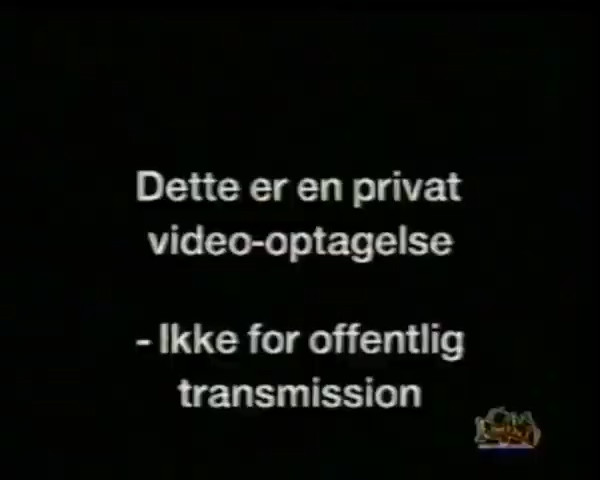 Dette er en privat
video-optagelse
- Ikke for offentlig
transmission